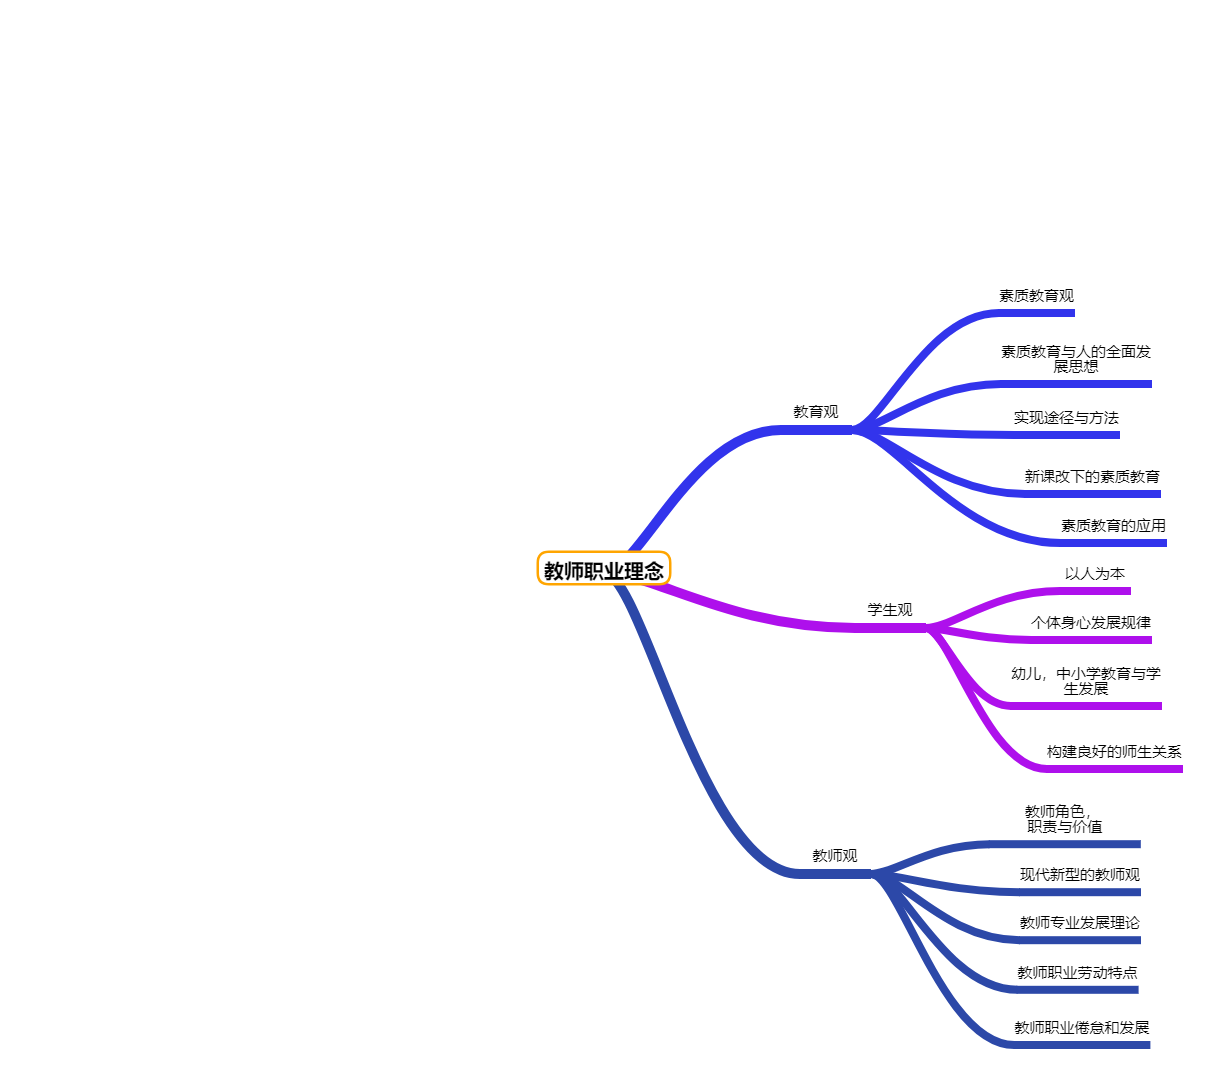 教师职业理念
教育观
素质教育观
素质教育与人的全面发
展思想
实现途径与方法
新课改下的素质教育
素质教育的应用
学生观
以人为本
个体身心发展规律
幼儿，中小学教育与学
生发展
构建良好的师生关系
教师观
教师角色，
职责与价值
现代新型的教师观
教师专业发展理论
教师职业劳动特点
教师职业倦怠和发展